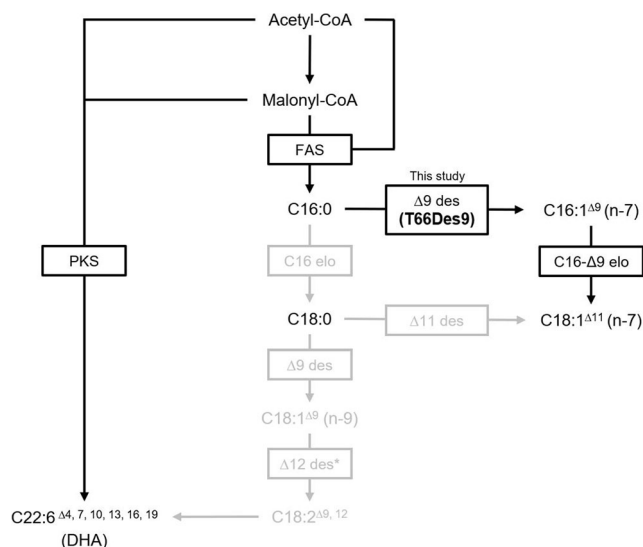 Acetyl-CoA
Malonyl-CoA
FAS
This study
Δ9 des
(T66Des9)
C16:0
C16:1Δ9 (n-7)
PKS
C16 elo
C16-Δ9 elo
C18:0
Δ11 des
C18:1Δ11 (n-7)
Δ9 des
C18:1Δ9 (n-9)
Δ12 des*
C22:6 Δ4, 7, 10, 13, 16, 19
(DHA)
C18:2Δ9, 12